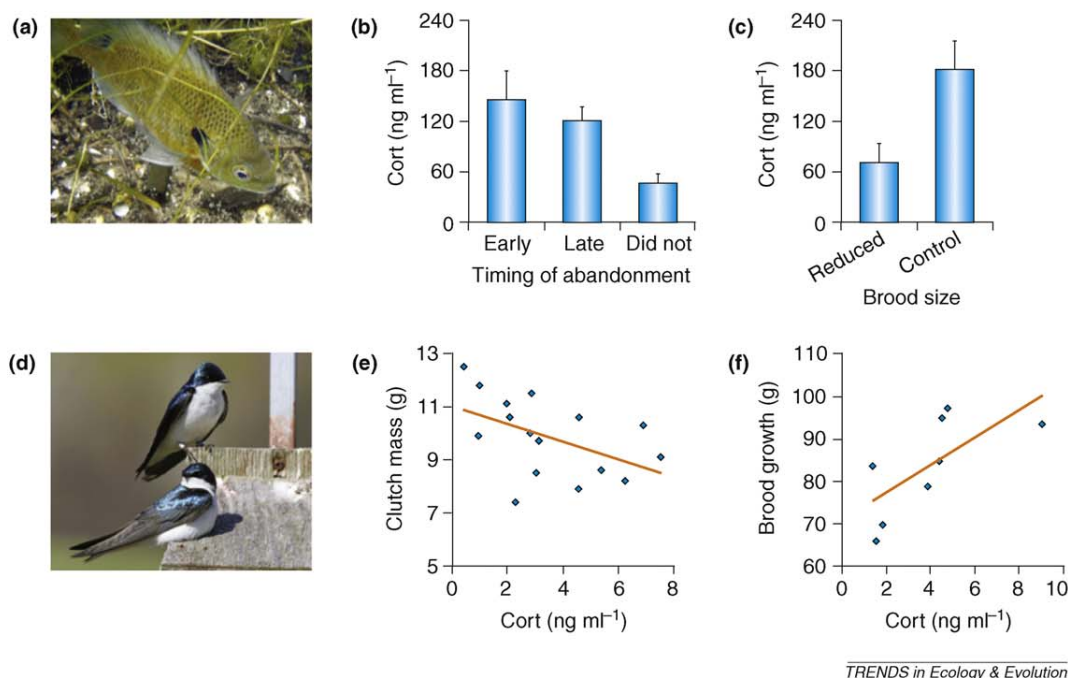 (a)
(b)
240
180
120
60
0
Cort (ng ml⁻¹)
Early Late Did not
Timing of abandonment
(c)
240
180
120
60
0
Cort (ng ml⁻¹)
Reduced
Control
Brood size
(d)
(e)
13
11
9
7
5
Clutch mass (g)
0 2 4 6 8
Cort (ng ml⁻¹)
(f)
110
100
90
80
70
60
Brood growth (g)
0 2 4 6 8 10
Cort (ng ml⁻¹)
TRENDS in Ecology & Evolution